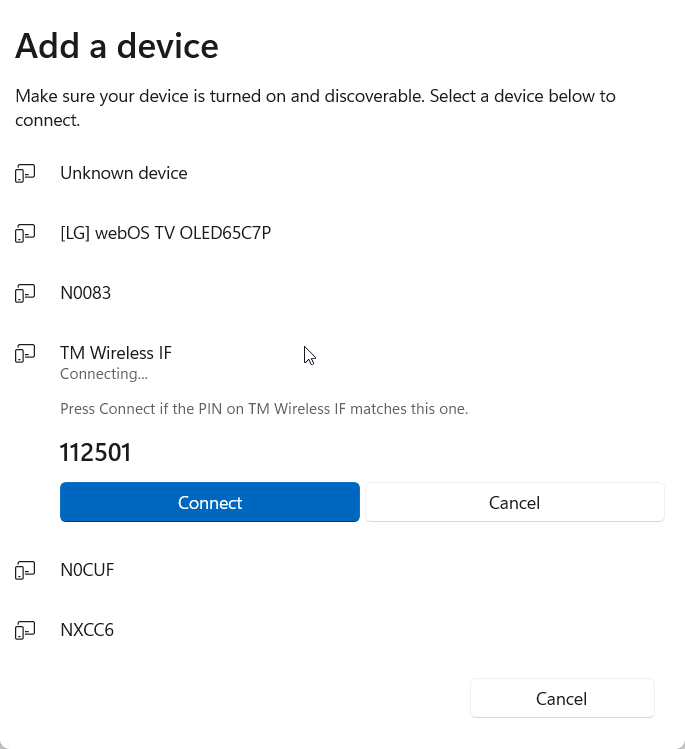 Add a device
Make sure your device is turned on and discoverable. Select a device below to
connect.
Unknown device
[LG] webOS TV OLED65C7P
N0083
TM Wireless IF
Connecting...
Press Connect if the PIN on TM Wireless IF matches this one.
112501
Connect
Cancel
N0CUF
NXCC6
Cancel